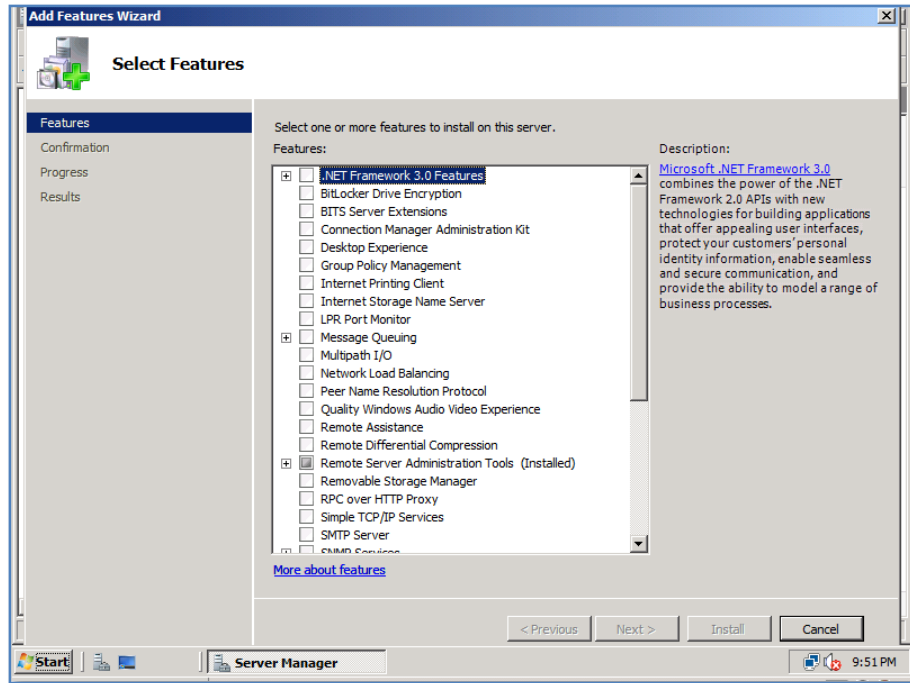 Add Features Wizard
Select Features
Features
Confirmation
Progress
Results
Select one or more features to install on this server.
Features:
.NET Framework 3.0 Features
BitLocker Drive Encryption
BITS Server Extensions
Connection Manager Administration Kit
Desktop Experience
Group Policy Management
Internet Printing Client
Internet Storage Name Server
LPR Port Monitor
Message Queuing
Multipath I/O
Network Load Balancing
Peer Name Resolution Protocol
Quality Windows Audio Video Experience
Remote Assistance
Remote Differential Compression
Remote Server Administration Tools (Installed)
Removable Storage Manager
RPC over HTTP Proxy
Simple TCP/IP Services
SMTP Server
SNMP Services
More about features
Description:
Microsoft .NET Framework 3.0
combines the power of the .NET
Framework 2.0 APIs with new
technologies for building applications
that offer appealing user interfaces,
protect your customers' personal
identity information, enable seamless
and secure communication, and
provide the ability to model a range of
business processes.
< Previous Next > Install Cancel
Start Server Manager 9:51 PM